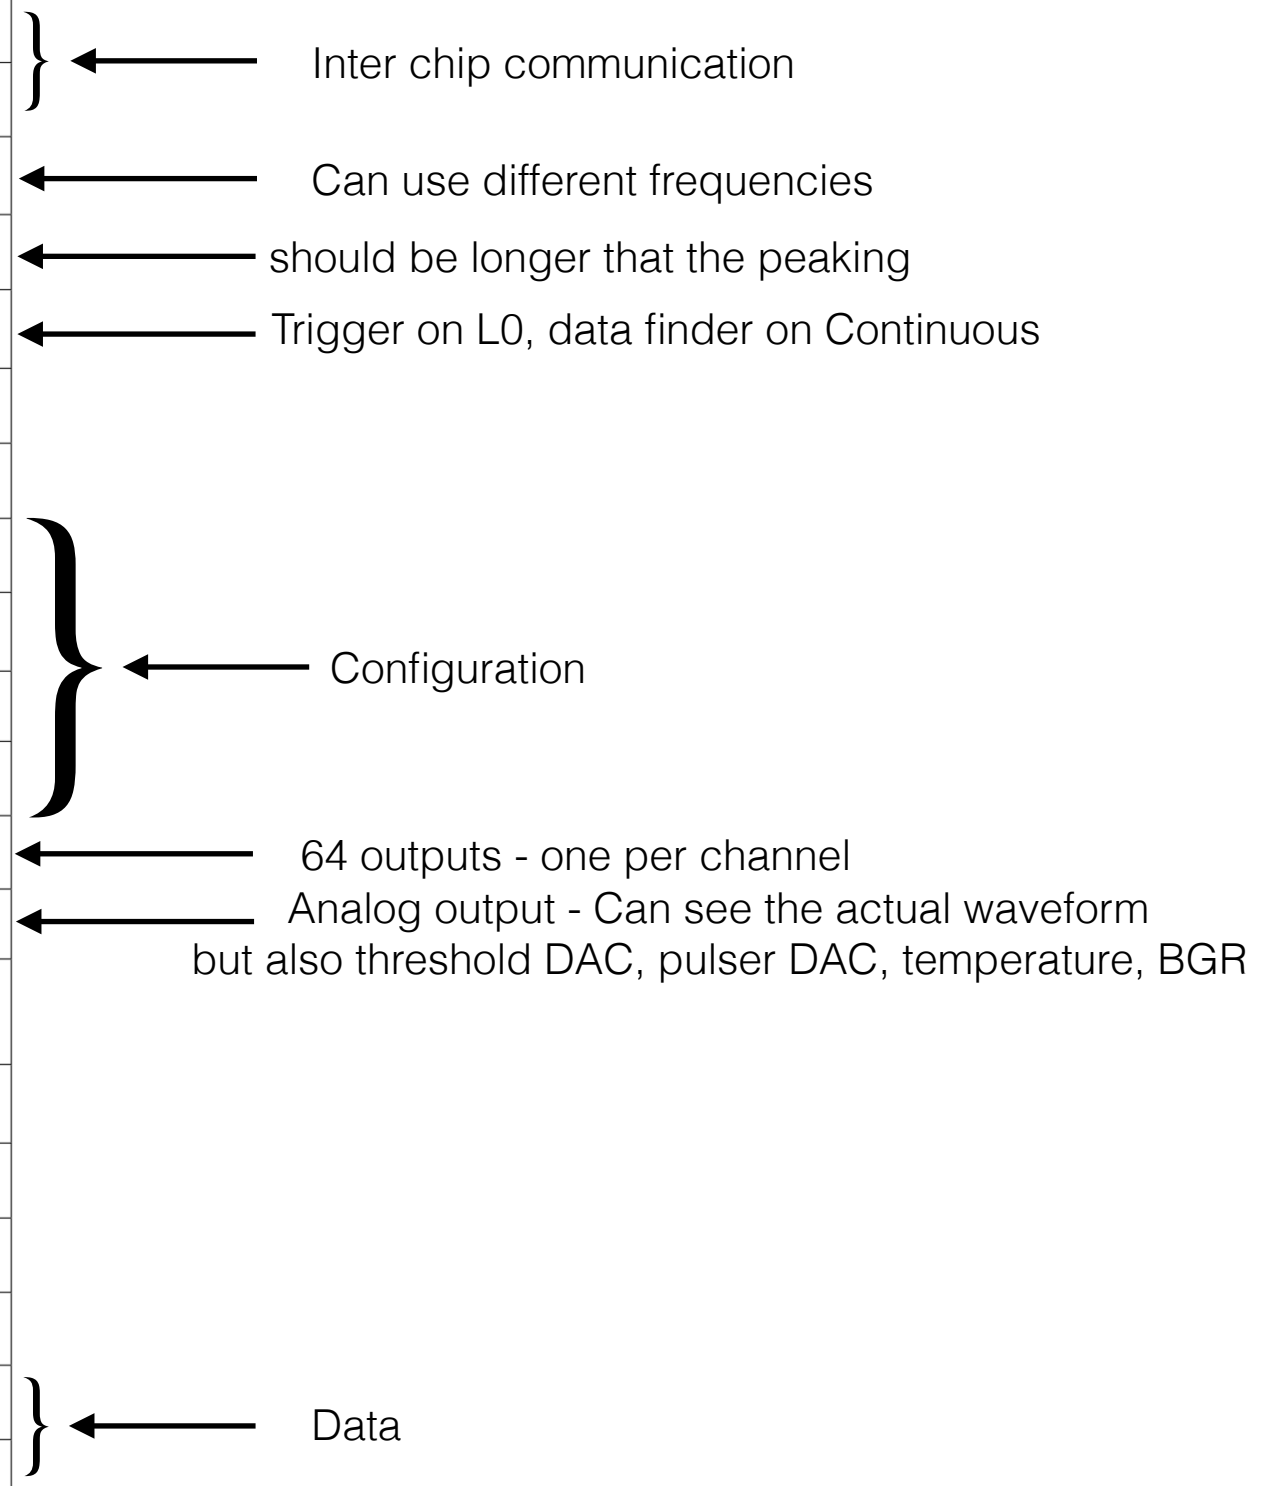 Inter chip communication
Can use different frequencies
should be longer that the peaking
Trigger on L0, data finder on Continuous
Configuration
64 outputs - one per channel
Analog output - Can see the actual waveform
but also threshold DAC, pulser DAC, temperature, BGR
Data